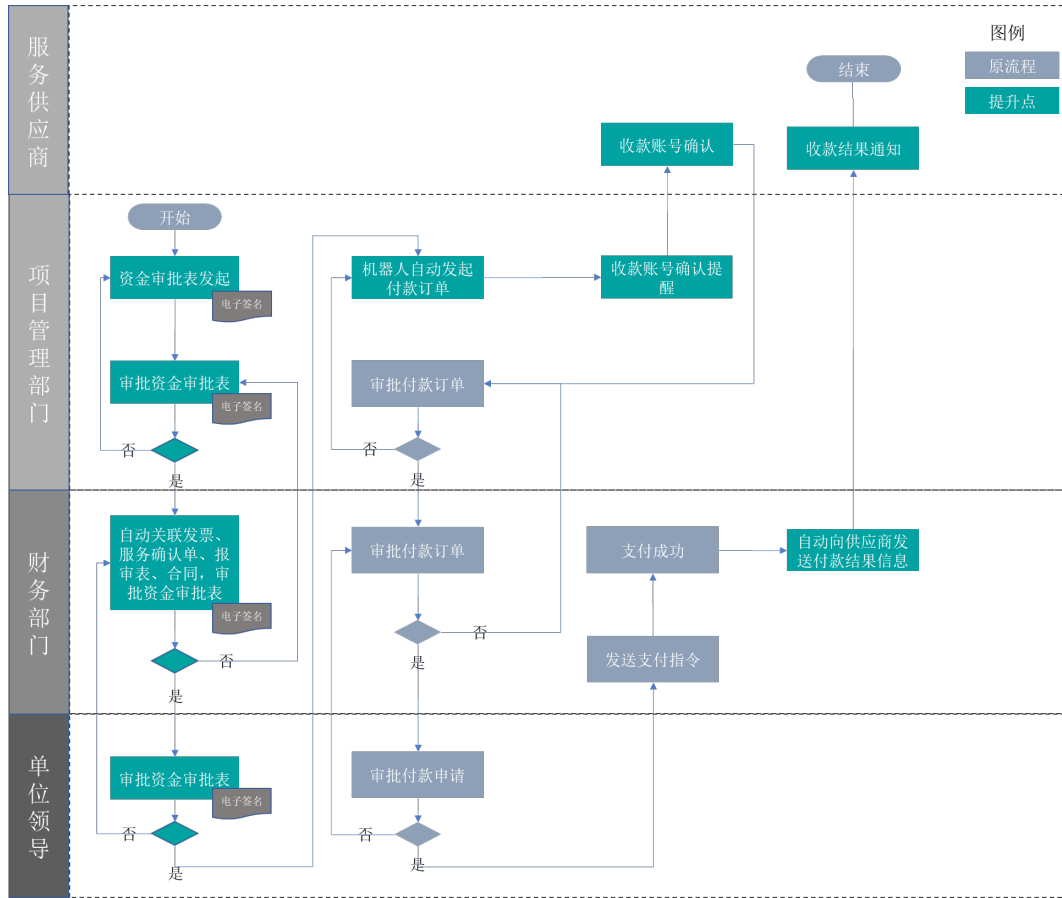 服务供应商
图例
原流程
提升点
结束
收款账号确认
收款结果通知
项目管理部门
开始
资金审批表发起
电子签名
机器人自动发起
付款订单
收款账号确认提
醒
审批资金审批表
电子签名
审批付款订单
否
是
否
是
财务部门
自动关联发票、
服务确认单、报
审表、合同，审
批资金审批表
电子签名
审批付款订单
支付成功
自动向供应商发
送付款结果信息
否
是
否
是
发送支付指令
单位领导
审批资金审批表
电子签名
审批付款申请
否
是
否
是